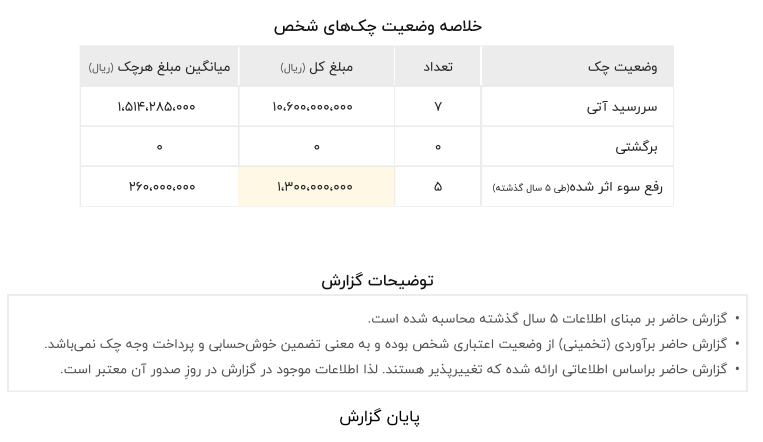 خلاصه وضعیت چک‌های شخص
وضعیت چک تعداد مبلغ کل (ریال) میانگین مبلغ هرچک (ریال)
سررسید آتی ۷ ۱۰،۶۰۰،۰۰۰،۰۰۰ ۱،۵۱۴،۲۸۵،۰۰۰
برگشتی ۰ ۰ ۰
رفع سوء اثر شده(طی ۵ سال گذشته) ۵ ۱،۳۰۰،۰۰۰،۰۰۰ ۲۶۰،۰۰۰،۰۰۰
توضیحات گزارش
• گزارش حاضر بر مبنای اطلاعات ۵ سال گذشته محاسبه شده است.
• گزارش حاضر برآوردی (تخمینی) از وضعیت اعتباری شخص بوده و به معنی تضمین خوش‌حسابی و پرداخت وجه چک نمی‌باشد.
• گزارش حاضر براساس اطلاعاتی ارائه شده که تغییرپذیر هستند. لذا اطلاعات موجود در گزارش در روزِ صدور آن معتبر است.
پایان گزارش